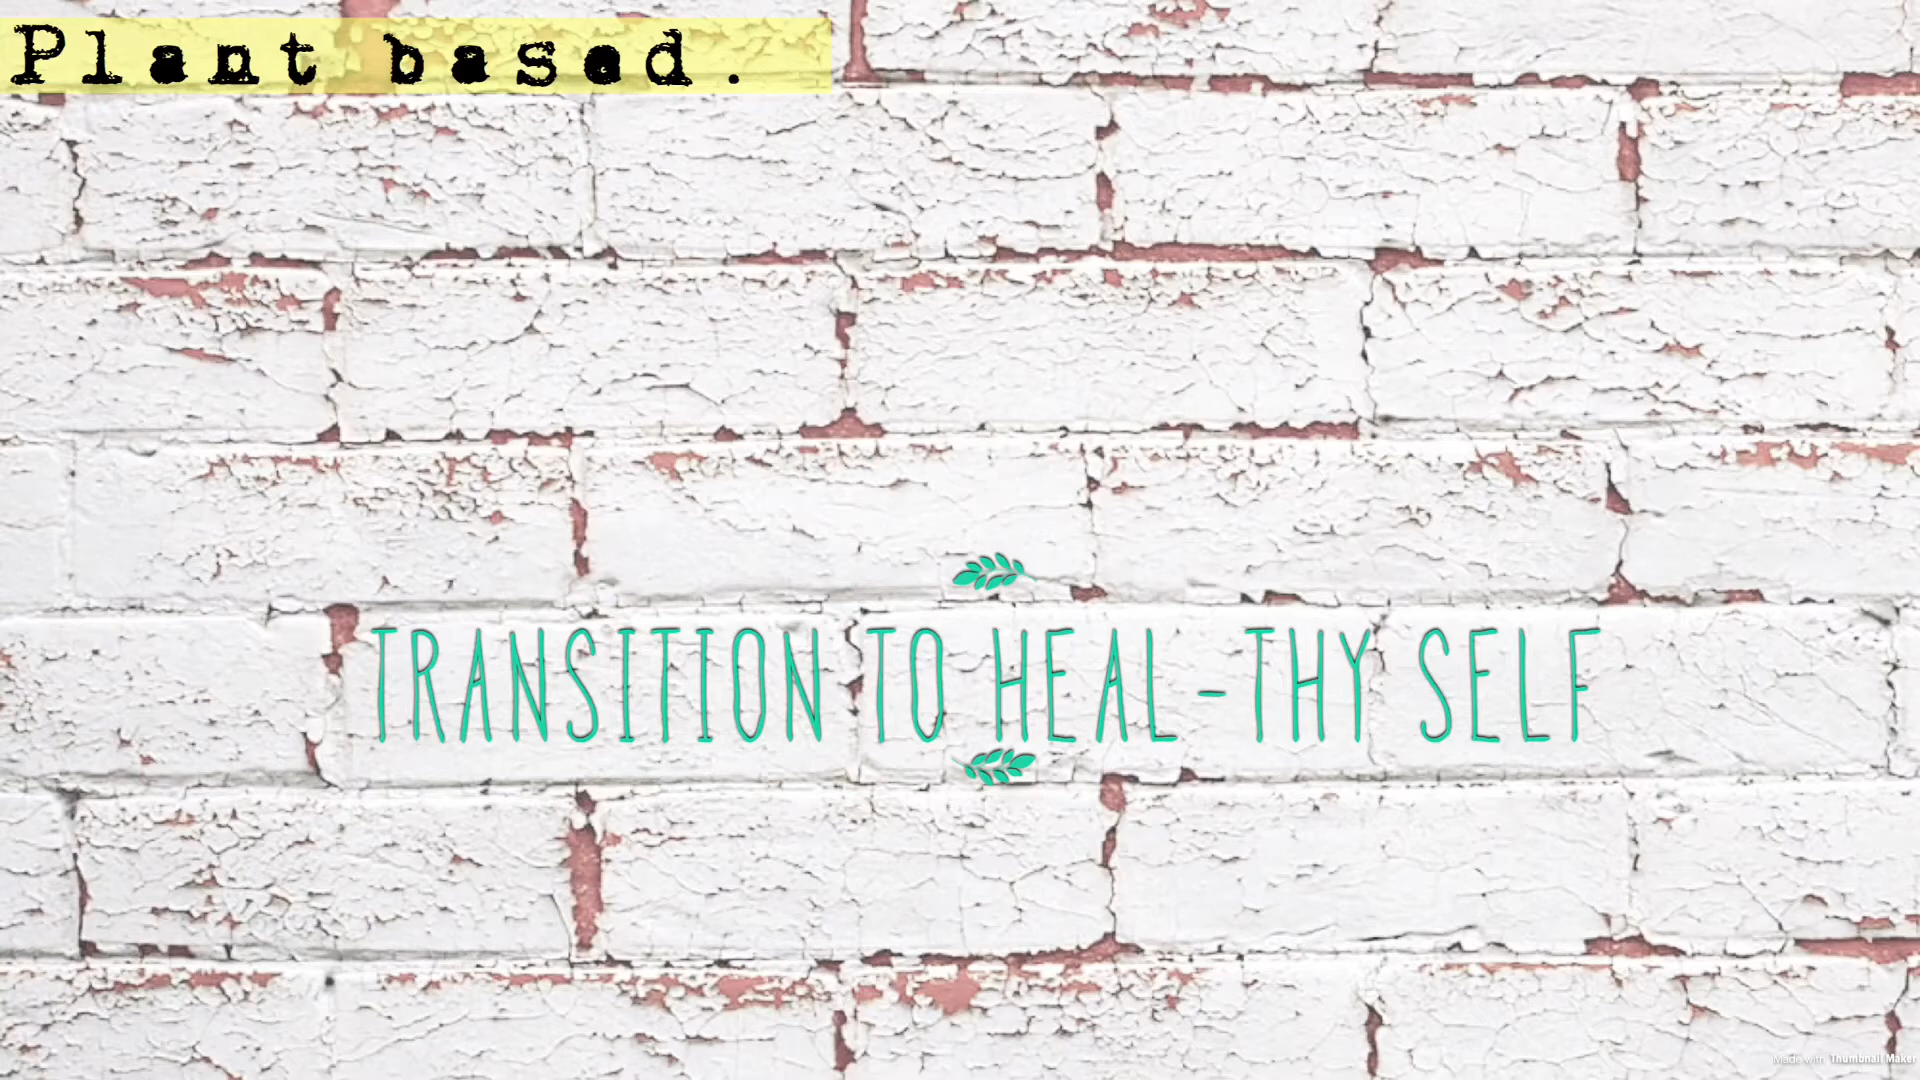 Plant based.
TRANSITION TO HEAL-THY SELF
Made with Thumbnail Maker